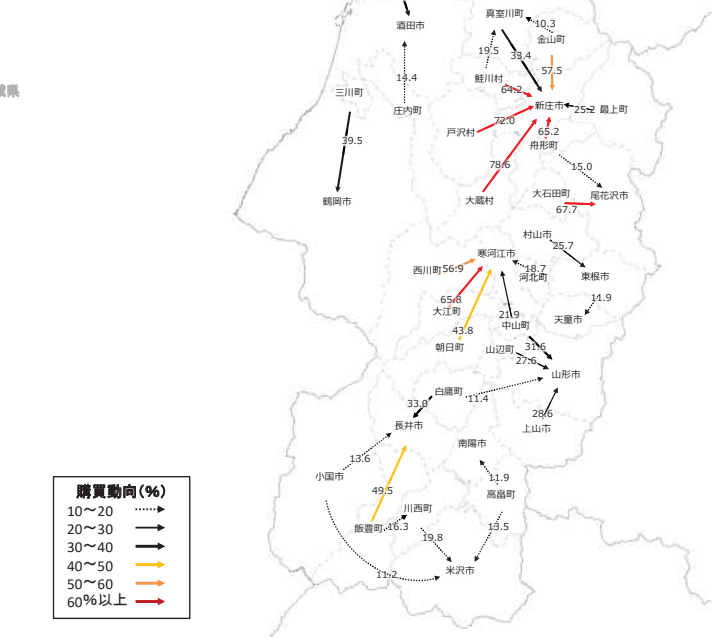 酒田市
真室川町
10.3
金山町
19.5
33.4
57.5
鮭川村
64.2
14.4
三川町
庄内町
新庄市
25.2
最上町
72.0
戸沢村
65.2
舟形町
39.5
78.6
15.0
大石田町
尾花沢市
大蔵村
67.7
鶴岡市
村山市
25.7
寒河江市
西川町
56.9
18.7
河北町
東根市
65.8
11.9
大江町
21.9
天童市
中山町
43.8
31.6
朝日町
山辺町
27.6
山形市
白鷹町
33.0
11.4
28.6
長井市
上山市
南陽市
13.6
小国市
11.9
49.5
高畠町
川西町
飯豊町
16.3
13.5
19.8
11.2
米沢市
県
購買動向(%)
10～20
20～30
30～40
40～50
50～60
60%以上